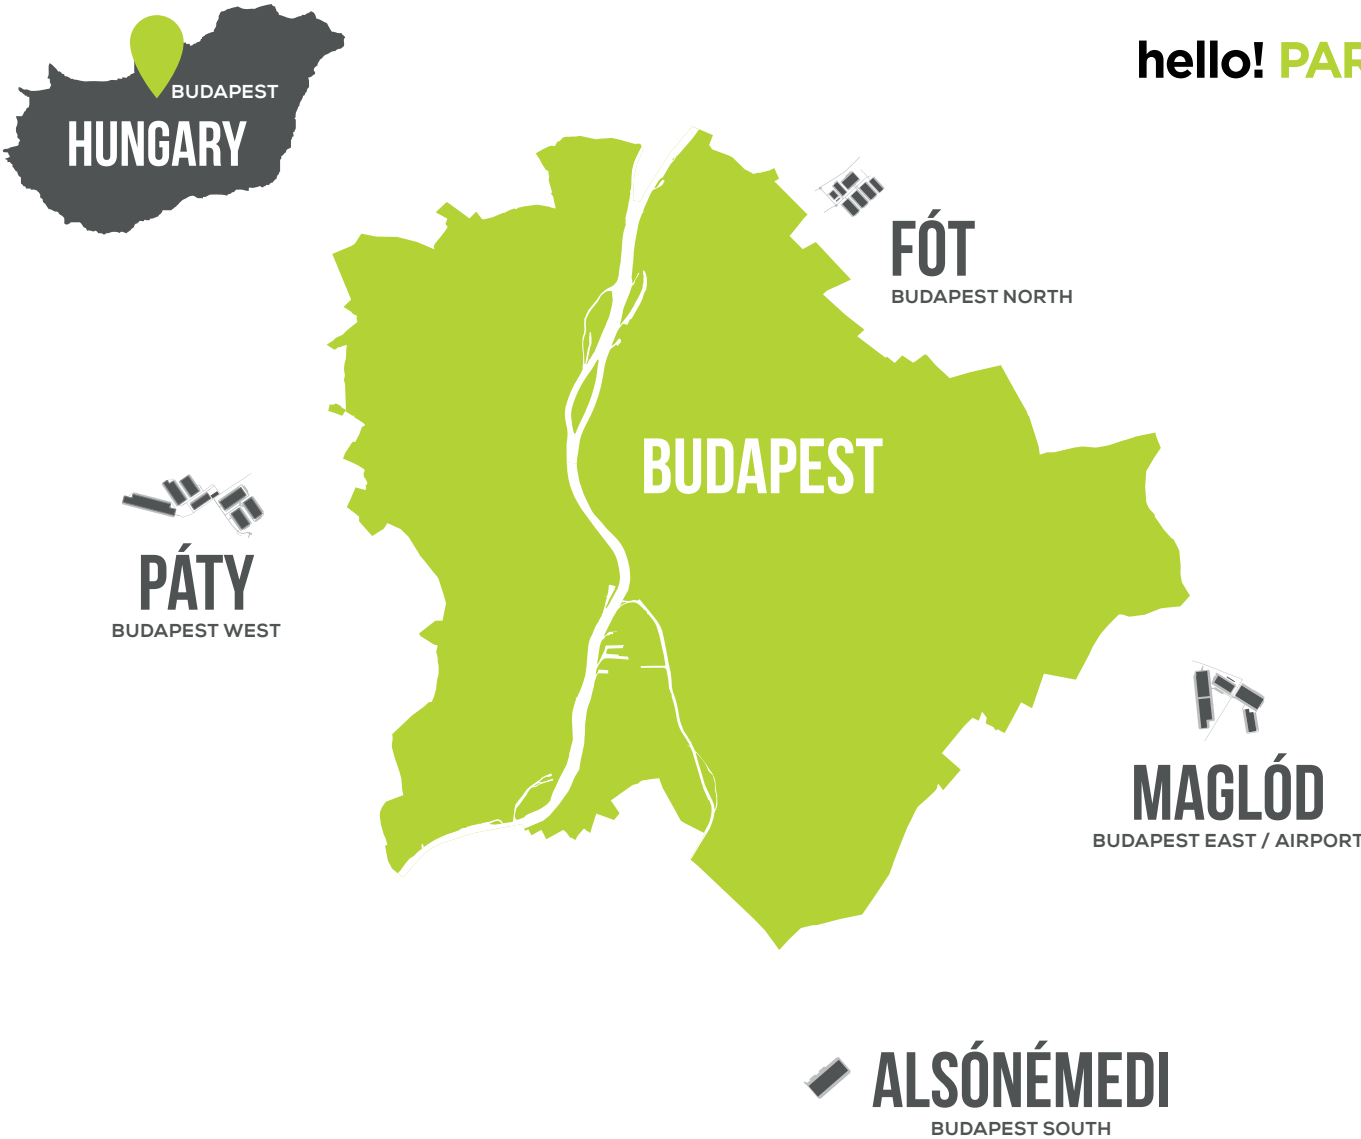 hello! PAR
BUDAPEST
HUNGARY
FÓT
BUDAPEST NORTH
BUDAPEST
PÁTY
BUDAPEST WEST
MAGLÓD
BUDAPEST EAST / AIRPORT
ALSÓNÉMEDI
BUDAPEST SOUTH